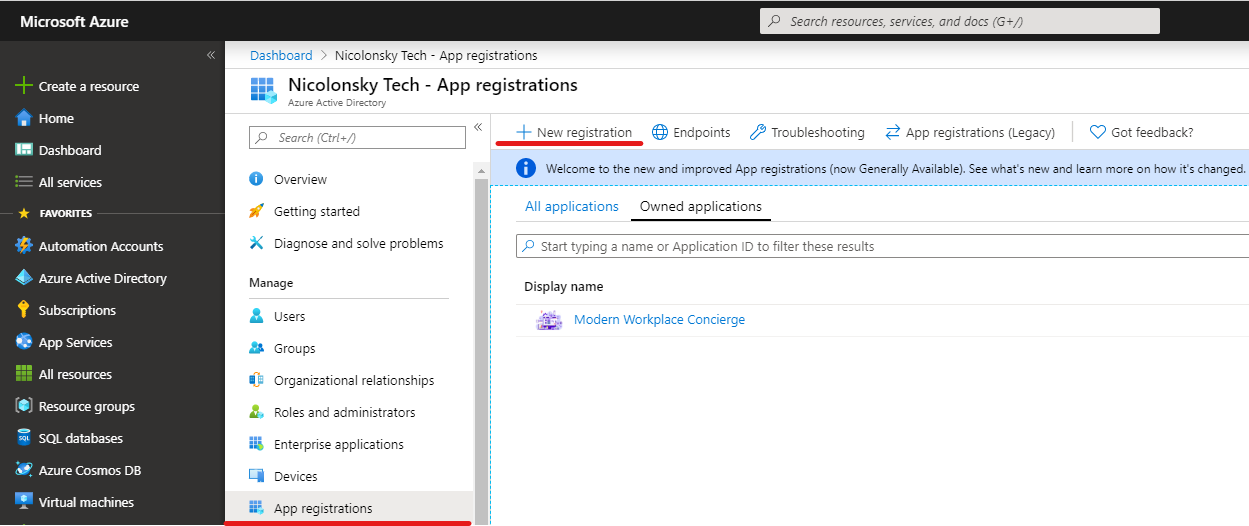 Microsoft Azure
Search resources, services, and docs (G+/)
«
Create a resource
Home
Dashboard
All services
FAVORITES
Automation Accounts
Azure Active Directory
Subscriptions
App Services
All resources
Resource groups
SQL databases
Azure Cosmos DB
Virtual machines
Dashboard > Nicolonsky Tech - App registrations
Nicolonsky Tech - App registrations
Azure Active Directory
Search (Ctrl+/)
«
Overview
Getting started
Diagnose and solve problems
Manage
Users
Groups
Organizational relationships
Roles and administrators
Enterprise applications
Devices
App registrations
New registration Endpoints Troubleshooting App registrations (Legacy) Got feedback?
Welcome to the new and improved App registrations (now Generally Available). See what's new and learn more on how it's changed.
All applications Owned applications
Start typing a name or Application ID to filter these results
Display name
Modern Workplace Concierge